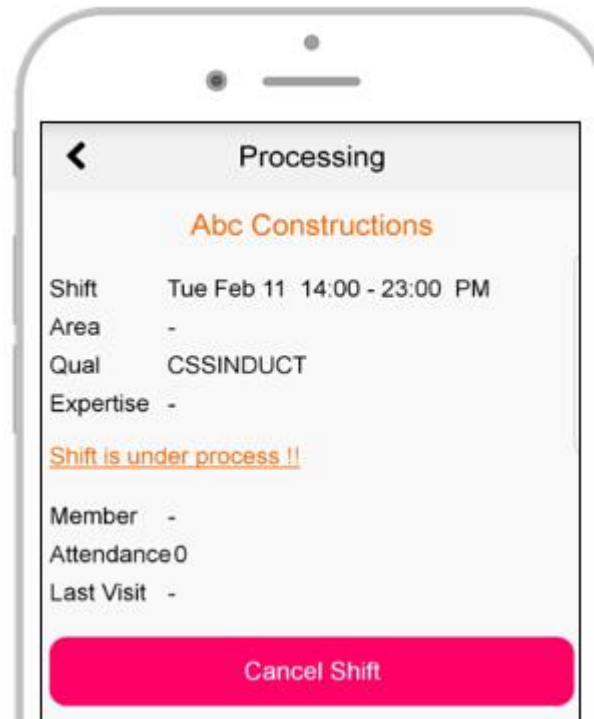 Processing
Abc Constructions
Shift Tue Feb 11 14:00 - 23:00 PM
Area -
Qual CSSINDUCT
Expertise -
Shift is under process !!
Member -
Attendance 0
Last Visit -
Cancel Shift